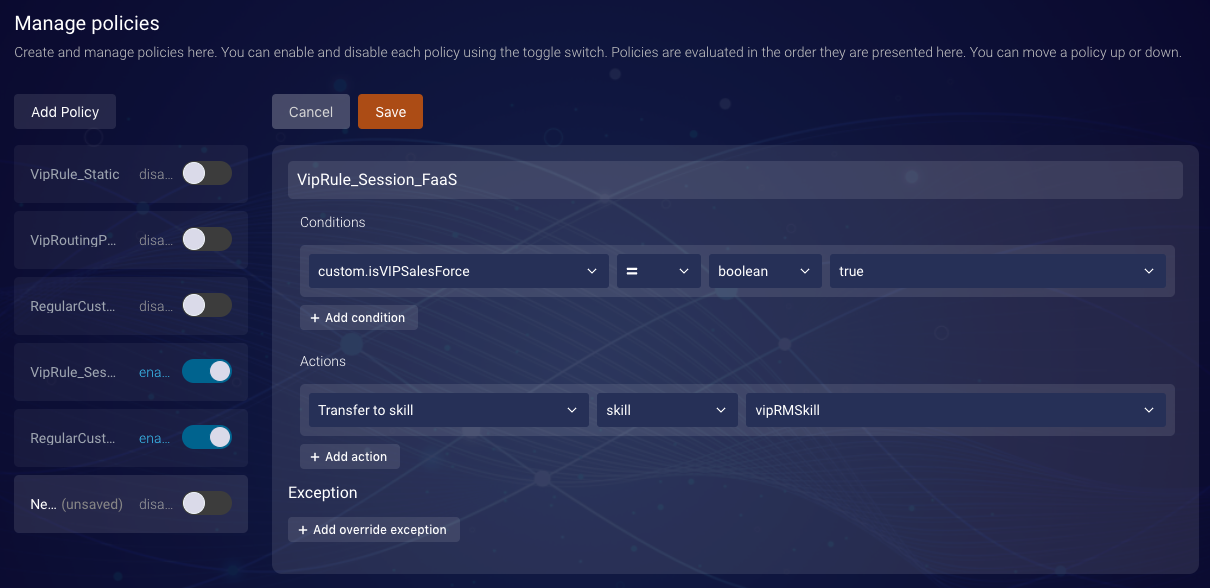 Manage policies
Create and manage policies here. You can enable and disable each policy using the toggle switch. Policies are evaluated in the order they are presented here. You can move a policy up or down.
Add Policy
Cancel
Save
VipRule_Static disa...
VipRoutingP... disa...
RegularCust... disa...
VipRule_Ses... ena...
RegularCust... ena...
Ne... (unsaved) disa...
VipRule_Session_FaaS
Conditions
custom.isVIPSalesForce = boolean true
+ Add condition
Actions
Transfer to skill skill vipRMSkill
+ Add action
Exception
+ Add override exception